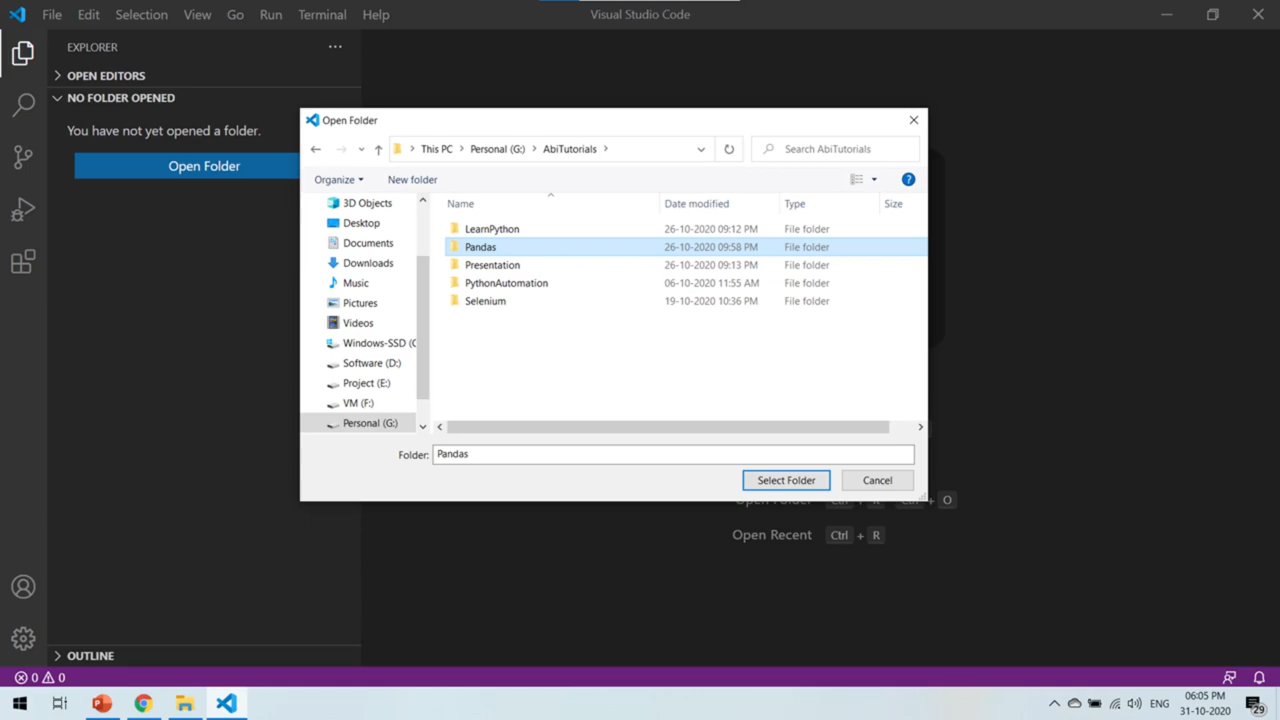 File Edit Selection View Go Run Terminal Help Visual Studio Code
EXPLORER
OPEN EDITORS
NO FOLDER OPENED
You have not yet opened a folder.
Open Folder
Open Folder
This PC Personal (G:) AbiTutorials Search AbiTutorials
Organize New folder ?
3D Objects
Desktop
Documents
Downloads
Music
Pictures
Videos
Windows-SSD (C
Software (D:)
Project (E:)
VM (F:)
Personal (G:)
Name Date modified Type Size
LearnPython 26-10-2020 09:12 PM File folder
Pandas 26-10-2020 09:58 PM File folder
Presentation 26-10-2020 09:13 PM File folder
PythonAutomation 06-10-2020 11:55 AM File folder
Selenium 19-10-2020 10:36 PM File folder
Folder: Pandas
Select Folder Cancel
Open Folder Ctrl + K Ctrl + O
Open Recent Ctrl + R
OUTLINE
0 0
ENG 06:05 PM
31-10-2020 29